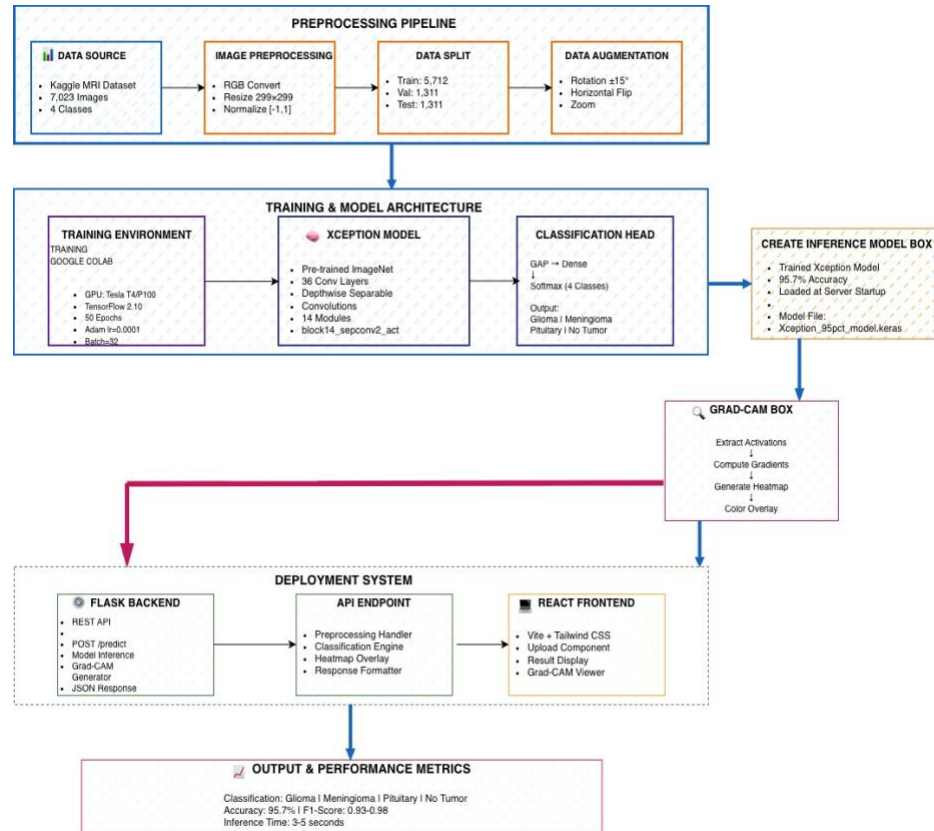 PREPROCESSING PIPELINE
DATA SOURCE
• Kaggle MRI Dataset
• 7,023 Images
• 4 Classes
IMAGE PREPROCESSING
• RGB Convert
• Resize 299×299
• Normalize [-1,1]
DATA SPLIT
• Train: 5,712
• Val: 1,311
• Test: 1,311
DATA AUGMENTATION
• Rotation ±15°
• Horizontal Flip
• Zoom
TRAINING & MODEL ARCHITECTURE
TRAINING ENVIRONMENT
TRAINING
GOOGLE COLAB
• GPU: Tesla T4/P100
• TensorFlow 2.10
• 50 Epochs
• Adam lr=0.0001
• Batch=32
XCEPTION MODEL
• Pre-trained ImageNet
• 36 Conv Layers
• Depthwise Separable
• Convolutions
• 14 Modules
• block14_sepconv2_act
CLASSIFICATION HEAD
GAP → Dense
↓
Softmax (4 Classes)
Output:
Glioma | Meningioma
Pituitary | No Tumor
CREATE INFERENCE MODEL BOX
• Trained Xception Model
• 95.7% Accuracy
• Loaded at Server Startup
•
• Model File:
• Xception_95pct_model.keras
GRAD-CAM BOX
Extract Activations
↓
Compute Gradients
↓
Generate Heatmap
↓
Color Overlay
DEPLOYMENT SYSTEM
FLASK BACKEND
• REST API
•
• POST /predict
• Model Inference
• Grad-CAM
Generator
• JSON Response
API ENDPOINT
• Preprocessing Handler
• Classification Engine
• Heatmap Overlay
• Response Formatter
REACT FRONTEND
• Vite + Tailwind CSS
• Upload Component
• Result Display
• Grad-CAM Viewer
OUTPUT & PERFORMANCE METRICS
Classification: Glioma | Meningioma | Pituitary | No Tumor
Accuracy: 95.7% | F1-Score: 0.93-0.98
Inference Time: 3-5 seconds